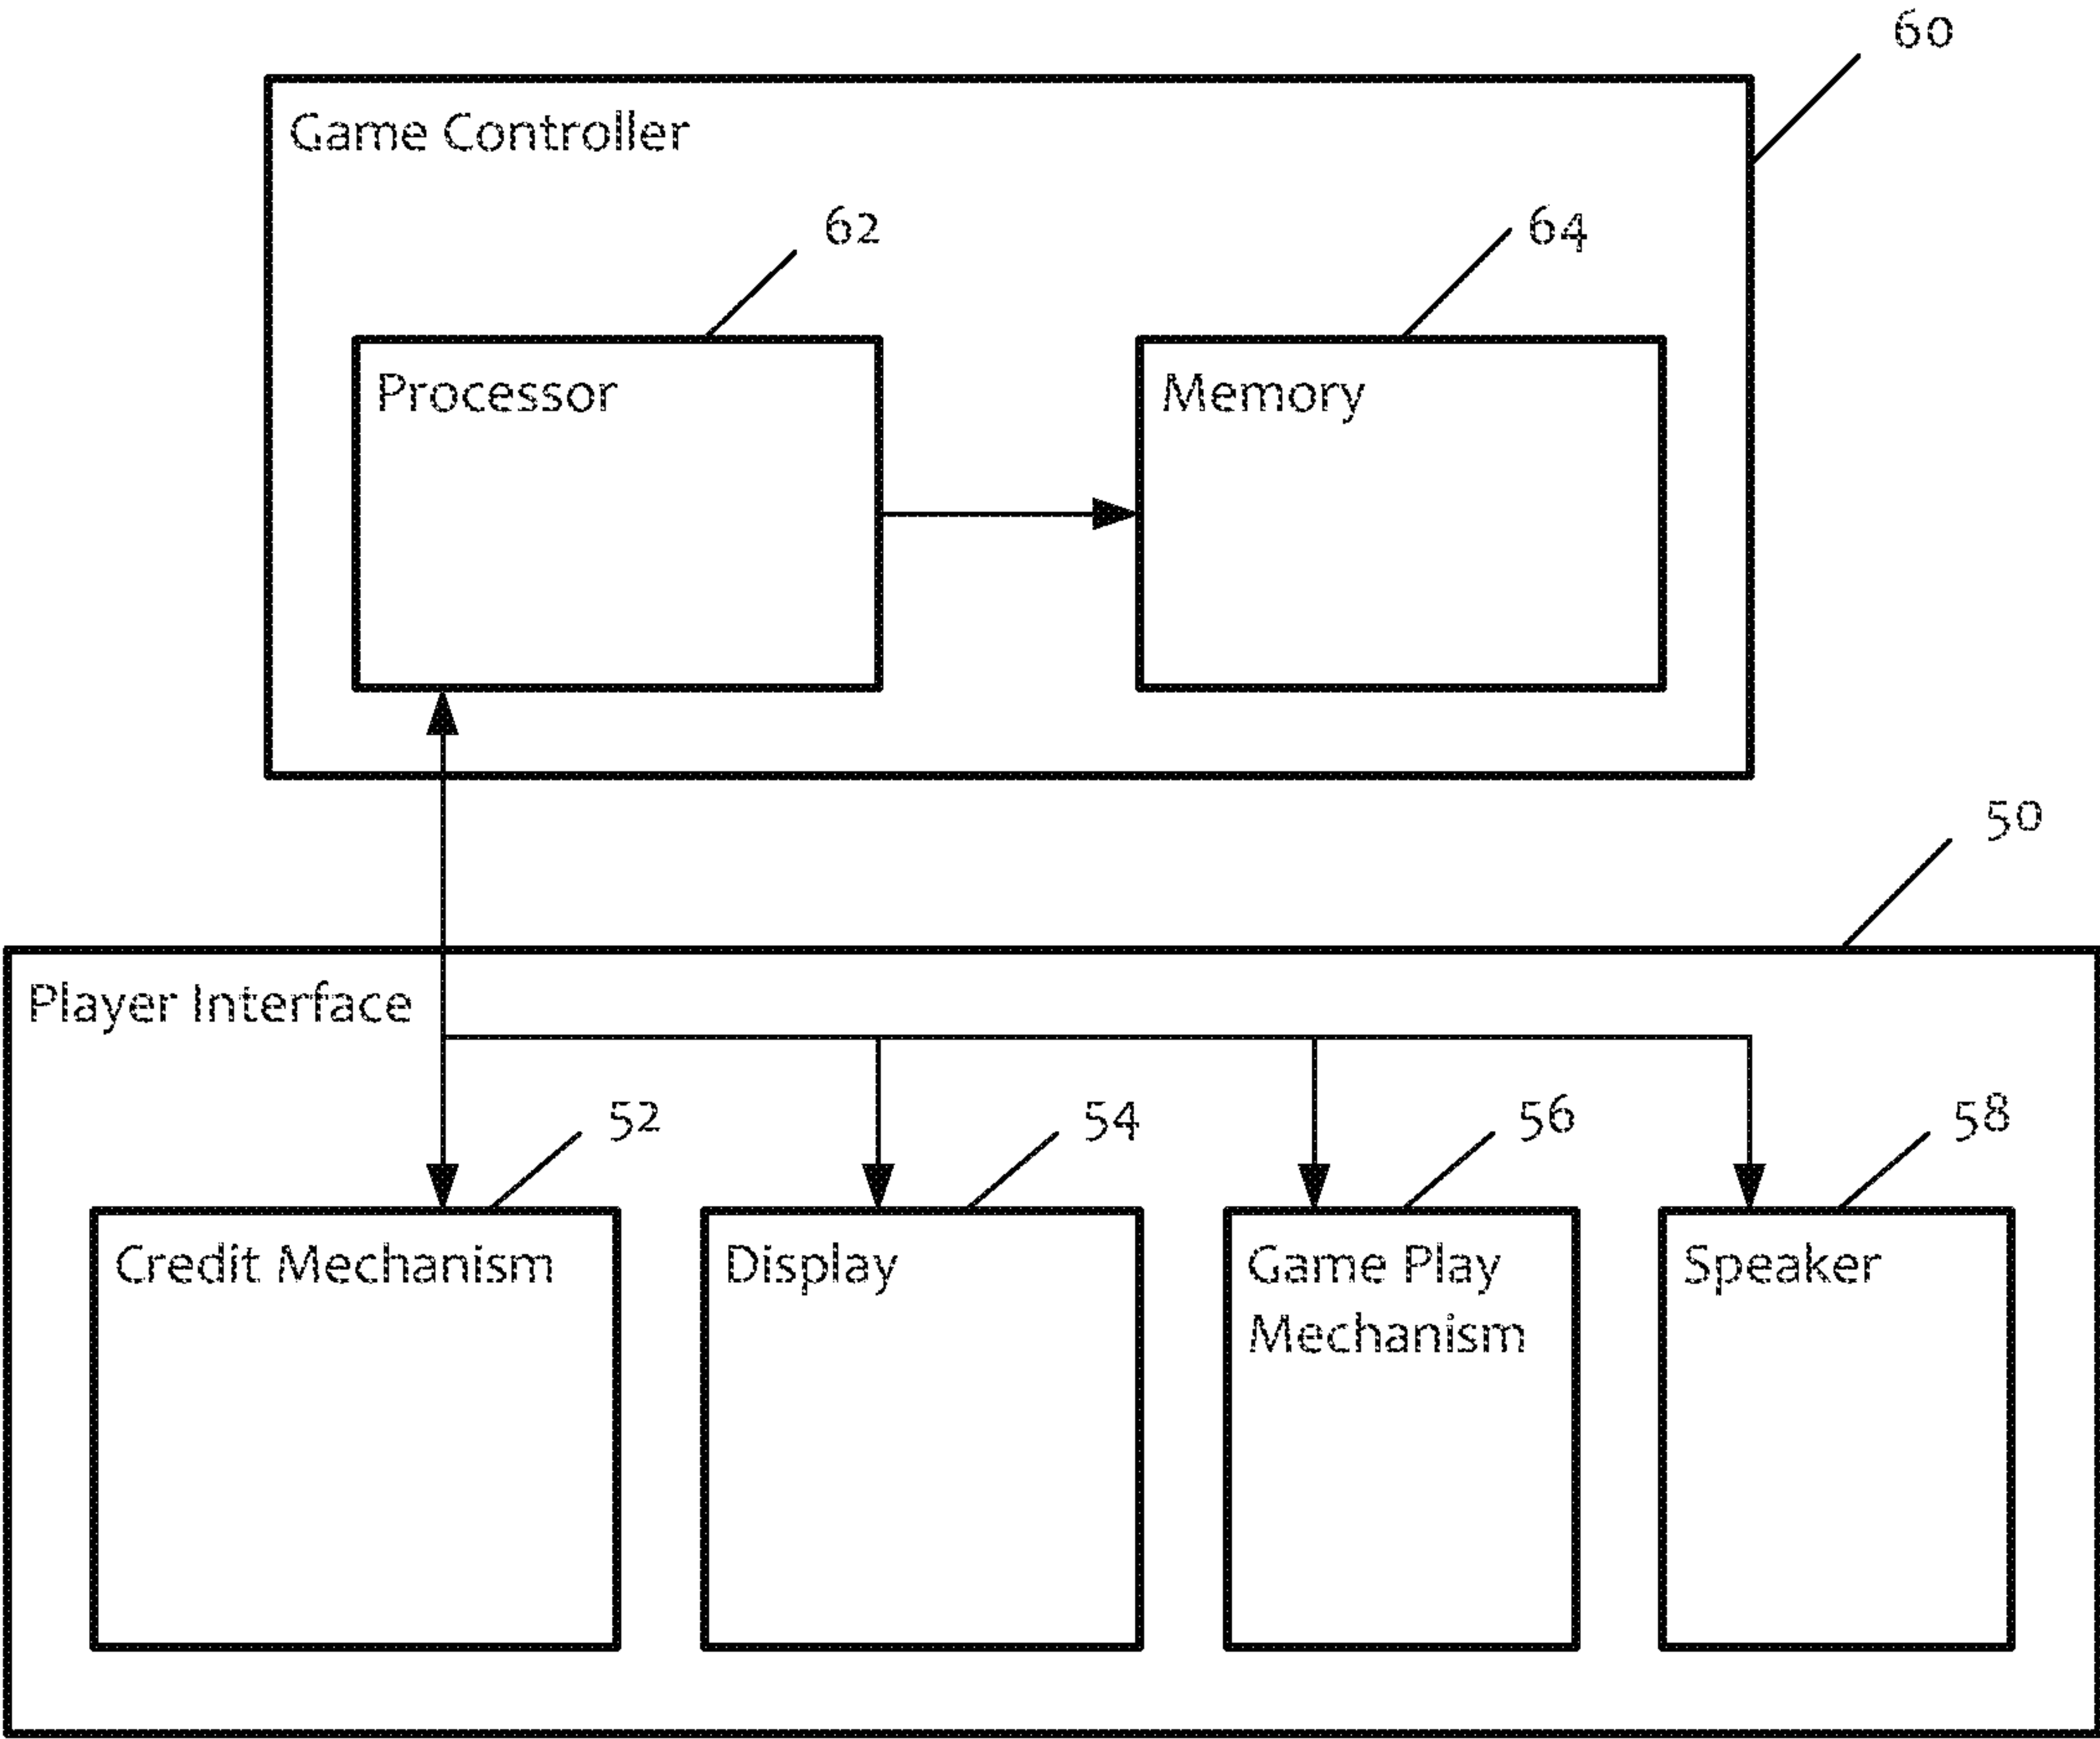 60
Game Controller
62
64
Processor
Memory
50
Player Interface
52
54
56
58
Credit Mechanism
Display
Game Play
Mechanism
Speaker